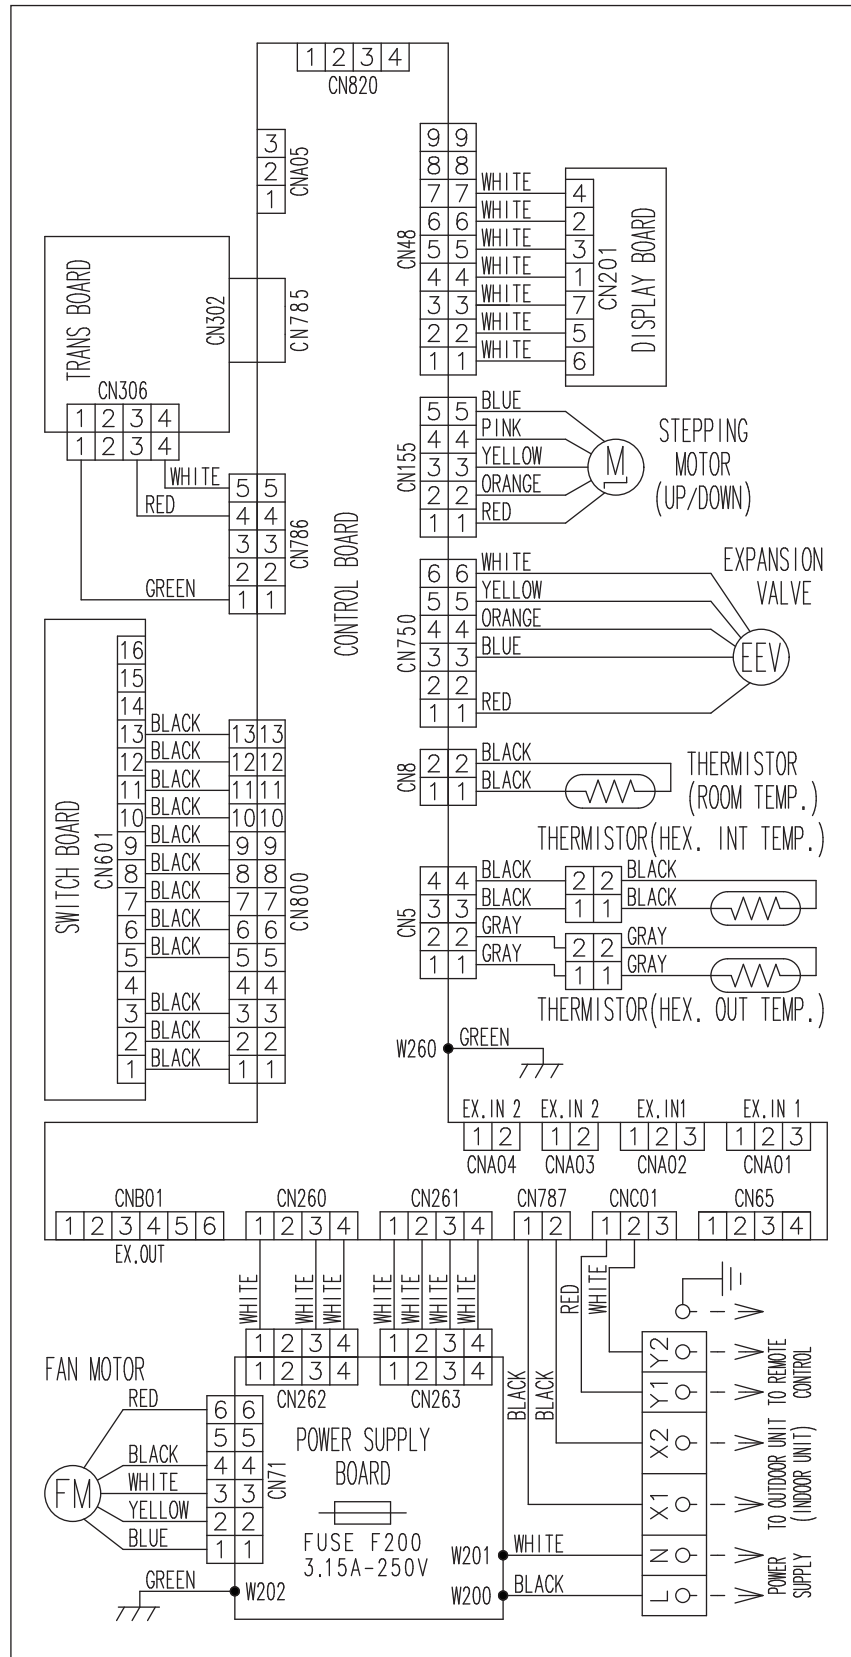 1 2 3 4
CN820
3
2
1
CNA05
9 9
8 8
7 7 WHITE 4
6 6 WHITE 2
5 5 WHITE 3
4 4 WHITE 1
3 3 WHITE 7
2 2 WHITE 5
1 1 WHITE 6
CN48
CN201
DISPLAY BOARD
TRANS BOARD
CN302
CN785
CN306
1 2 3 4
1 2 3 4
WHITE 5 5
RED 4 4
3 3
2 2
GREEN 1 1
CN786
CONTROL BOARD
5 5 BLUE
4 4 PINK
3 3 YELLOW
2 2 ORANGE
1 1 RED
CN155
M
STEPPING
MOTOR
(UP/DOWN)
6 6 WHITE
5 5 YELLOW
4 4 ORANGE
3 3 BLUE
2 2
1 1 RED
CN750
EXPANSION
VALVE
EEV
SWITCH BOARD
CN601
16
15
14
13 BLACK 13 13
12 BLACK 12 12
11 BLACK 11 11
10 BLACK 10 10
9 BLACK 9 9
8 BLACK 8 8
7 BLACK 7 7
6 BLACK 6 6
5 BLACK 5 5
4 4 4
3 BLACK 3 3
2 BLACK 2 2
1 BLACK 1 1
CN800
2 2 BLACK
1 1 BLACK
CN8
THERMISTOR
(ROOM TEMP.)
THERMISTOR(HEX. INT TEMP.)
4 4 BLACK 2 2 BLACK
3 3 BLACK 1 1 BLACK
2 2 GRAY 2 2 GRAY
1 1 GRAY 1 1 GRAY
CN5
THERMISTOR(HEX. OUT TEMP.)
W260 GREEN
EX.IN 2 EX.IN 2 EX.IN1 EX.IN 1
1 2 1 2 1 2 3 1 2 3
CNA04 CNA03 CNA02 CNA01
CNB01 CN260 CN261 CN787 CNC01 CN65
1 2 3 4 5 6 1 2 3 4 1 2 3 4 1 2 1 2 3 1 2 3 4
EX.OUT
WHITE WHITE WHITE WHITE WHITE WHITE WHITE
RED WHITE
BLACK BLACK
1 2 3 4 1 2 3 4
1 2 3 4 1 2 3 4
CN262 CN263
FAN MOTOR
FM
RED 6 6
5 5
BLACK 4 4
WHITE 3 3
YELLOW 2 2
BLUE 1 1
CN71
POWER SUPPLY
BOARD
FUSE F200
3.15A-250V
GREEN W202
W201 WHITE
W200 BLACK
Y2
Y1
X2
X1
N
L
TO REMOTE
CONTROL
TO OUTDOOR UNIT
(INDOOR UNIT)
POWER
SUPPLY